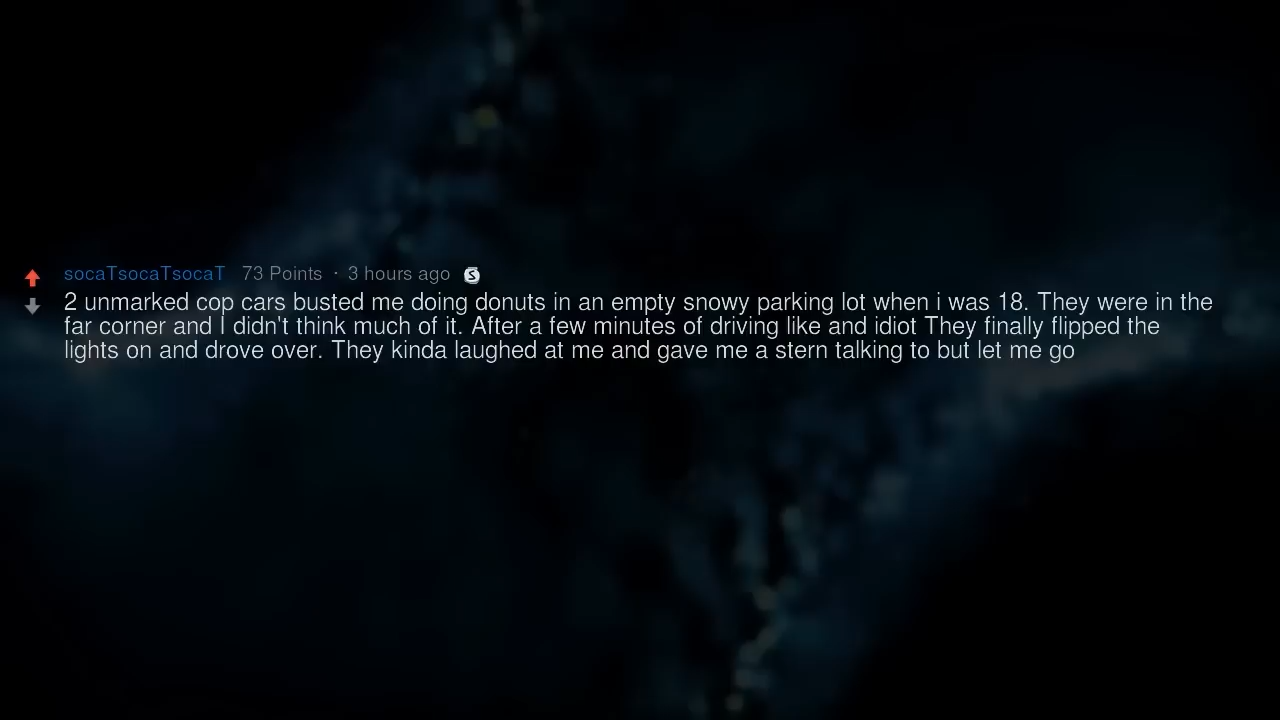 socaTsocaTsocaT 73 Points · 3 hours ago S
2 unmarked cop cars busted me doing donuts in an empty snowy parking lot when i was 18. They were in the
far corner and I didn't think much of it. After a few minutes of driving like and idiot They finally flipped the
lights on and drove over. They kinda laughed at me and gave me a stern talking to but let me go